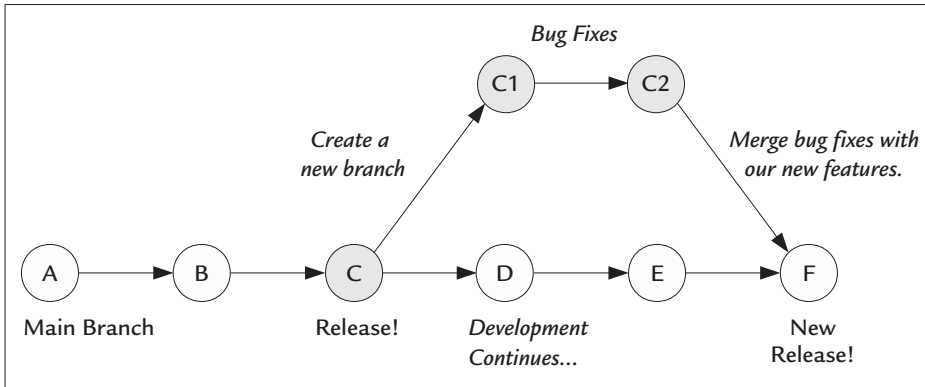 Bug Fixes
C1
C2
Create a
new branch
Merge bug fixes with
our new features.
A
B
C
D
E
F
Main Branch
Release!
Development
Continues...
New
Release!